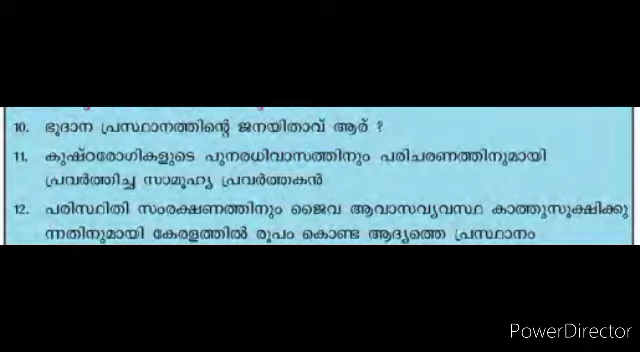 10. ഭൂദാന പ്രസ്ഥാനത്തിന്റെ ജനയിതാവ് ആര് ?
11. കുഷ്ഠരോഗികളുടെ പുനരധിവാസത്തിനും പരിചരണത്തിനുമായി
പ്രവർത്തിച്ച സാമൂഹ്യ പ്രവർത്തകൻ
12. പരിസ്ഥിതി സംരക്ഷണത്തിനും ജൈവ ആവാസവ്യവസ്ഥ കാത്തുസൂക്ഷിക്കു
ന്നതിനുമായി കേരളത്തിൽ രൂപം കൊണ്ട ആദ്യത്തെ പ്രസ്ഥാനം
PowerDirector